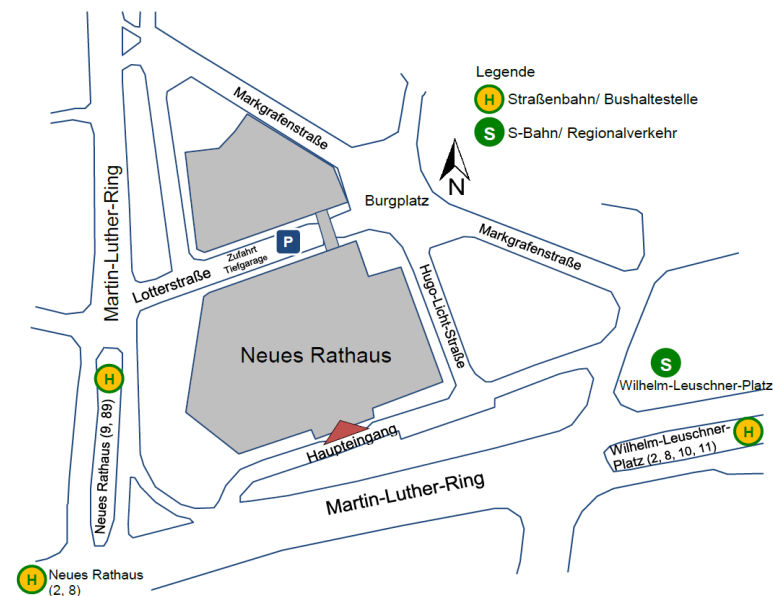 Legende
H Straßenbahn/ Bushaltestelle
S S-Bahn/ Regionalverkehr
N
Markgrafenstraße
Burgplatz
Markgrafenstraße
Martin-Luther-Ring
P
Zufahrt
Tiefgarage
Lotterstraße
Hugo-Licht-Straße
Neues Rathaus
S
Wilhelm-Leuschner-Platz
H
Neues Rathaus (9, 89)
Haupteingang
Wilhelm-Leuschner-
Platz (2, 8, 10, 11)
H
Martin-Luther-Ring
H Neues Rathaus
(2, 8)